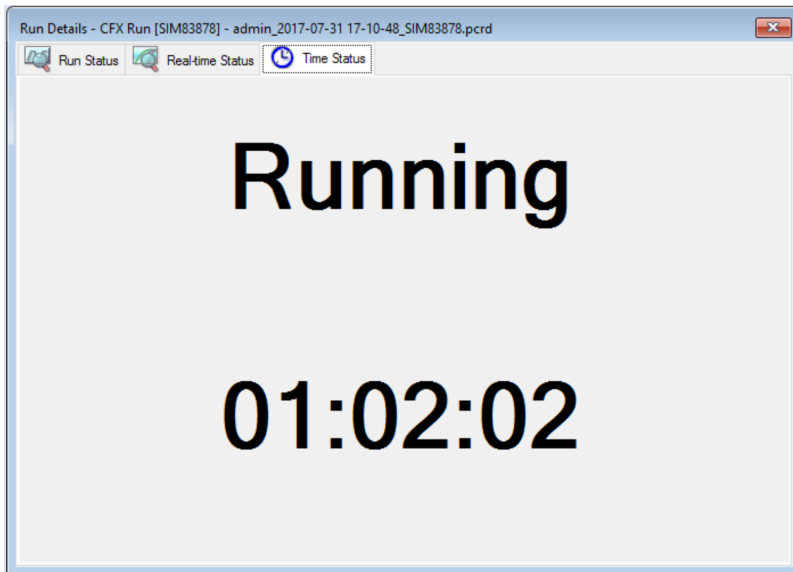 Run Details - CFX Run [SIM83878] - admin_2017-07-31 17-10-48_SIM83878.pcrd
Run Status Real-time Status Time Status
Running
01:02:02